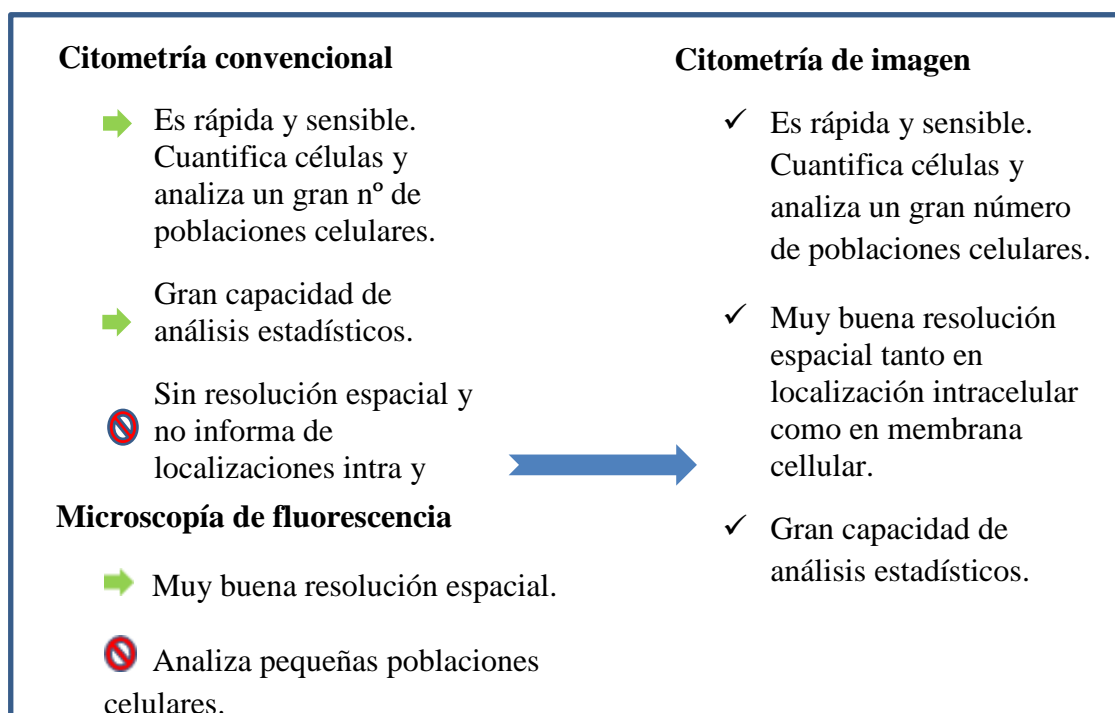 Citometría convencional
Es rápida y sensible.
Cuantifica células y
analiza un gran nº de
poblaciones celulares.
Gran capacidad de
análisis estadísticos.
Sin resolución espacial y
no informa de
localizaciones intra y
Microscopía de fluorescencia
Muy buena resolución espacial.
Analiza pequeñas poblaciones
celulares.
Citometría de imagen
✓ Es rápida y sensible.
Cuantifica células y
analiza un gran número
de poblaciones celulares.
✓ Muy buena resolución
espacial tanto en
localización intracelular
como en membrana
cellular.
✓ Gran capacidad de
análisis estadísticos.